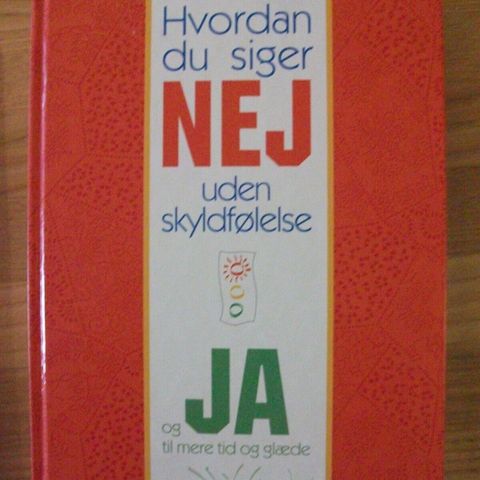 Hvordan
du siger
NEJ
uden
skyldfølelse
og JA
til mere tid og glæde